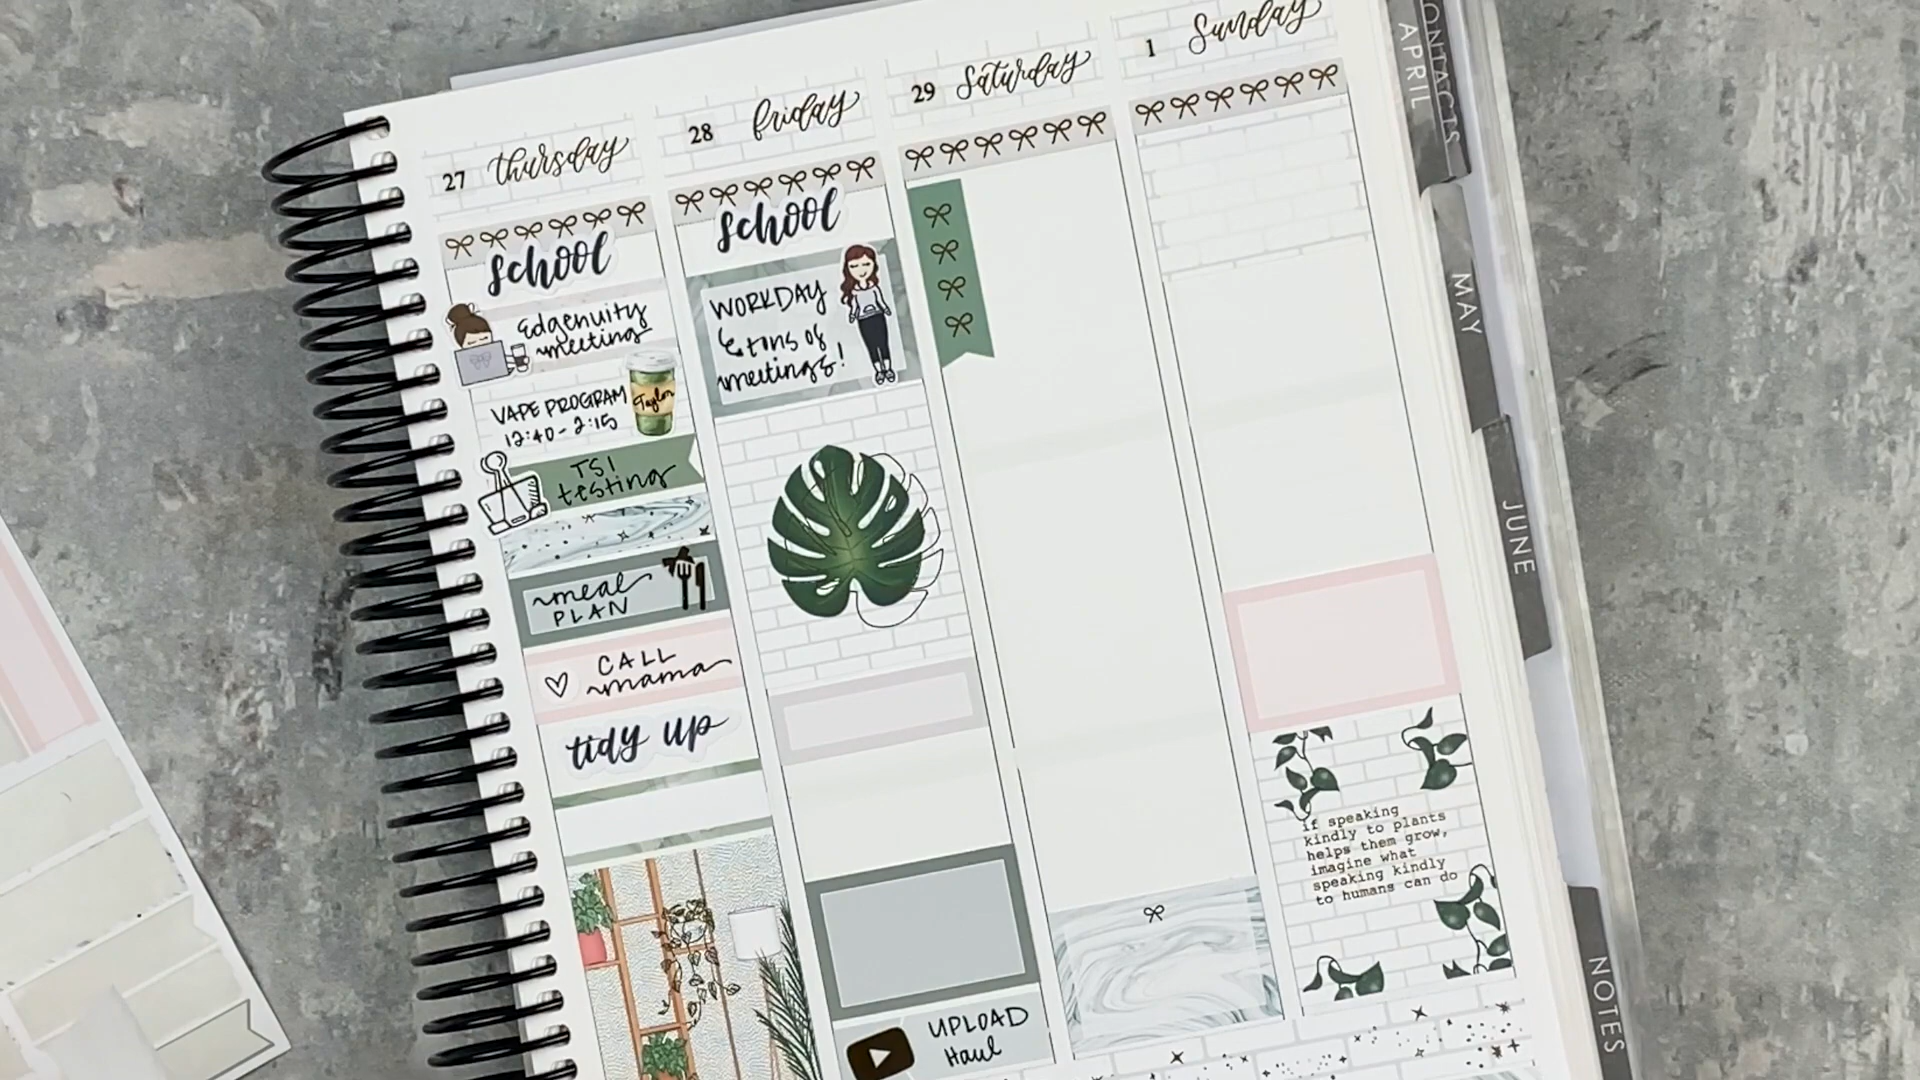 27 thursday
school
Edgenuity
meeting
VAPE PROGRAM
12:40 - 2:15
Taylor
TSI
testing
meal
PLAN
CALL
mama
tidy up
28 friday
school
WORKDAY
& tons of
meetings!
UPLOAD
Haul
29 Saturday
1 Sunday
if speaking
kindly to plants
helps them grow,
imagine what
speaking kindly
to humans can do
CONTACTS
APRIL
MAY
JUNE
NOTES